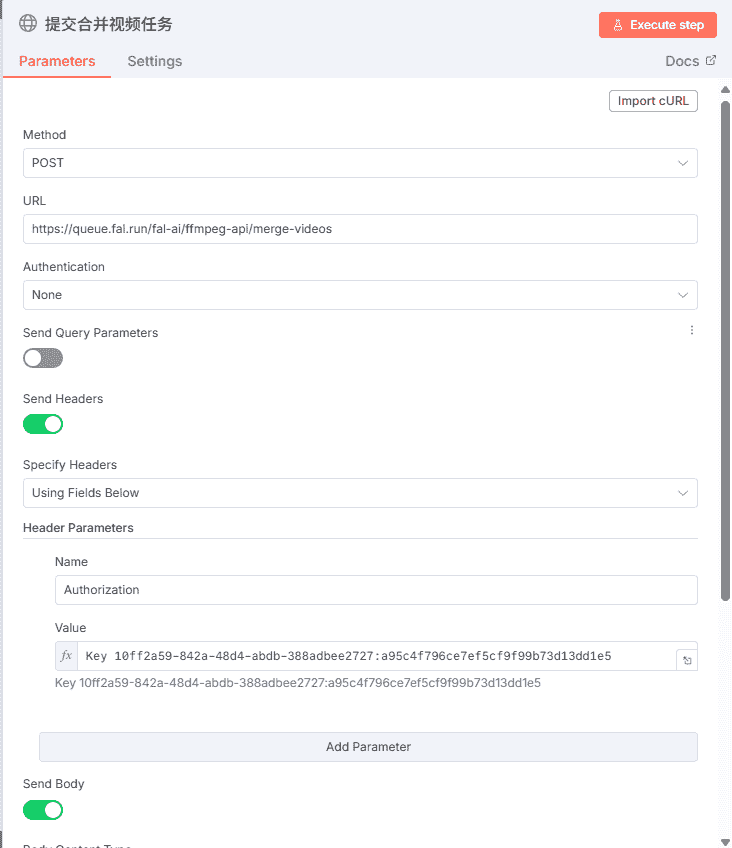 提交合并视频任务
Execute step
Parameters Settings Docs
Import cURL
Method
POST
URL
https://queue.fal.run/fal-ai/ffmpeg-api/merge-videos
Authentication
None
Send Query Parameters
Send Headers
Specify Headers
Using Fields Below
Header Parameters
Name
Authorization
Value
fx Key 10ff2a59-842a-48d4-abdb-388adbee2727:a95c4f796ce7ef5cf9f99b73d13dd1e5
Key 10ff2a59-842a-48d4-abdb-388adbee2727:a95c4f796ce7ef5cf9f99b73d13dd1e5
Add Parameter
Send Body
Body Content Type